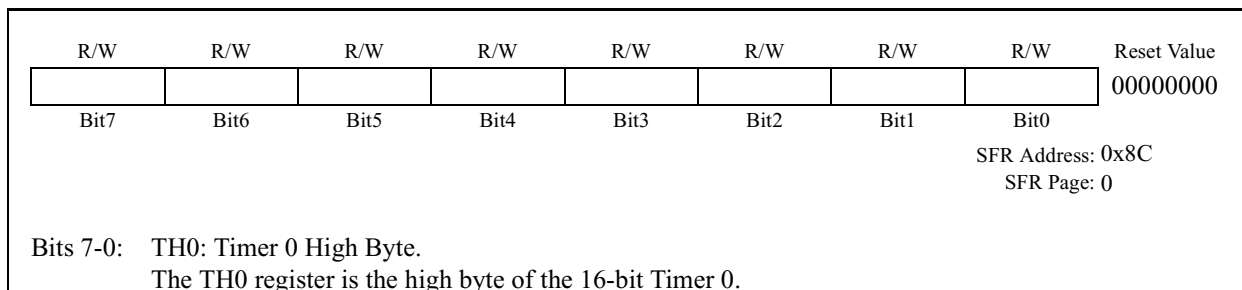 R/W R/W R/W R/W R/W R/W R/W R/W Reset Value
00000000
Bit7 Bit6 Bit5 Bit4 Bit3 Bit2 Bit1 Bit0
SFR Address: 0x8C
SFR Page: 0
Bits 7-0: TH0: Timer 0 High Byte.
The TH0 register is the high byte of the 16-bit Timer 0.